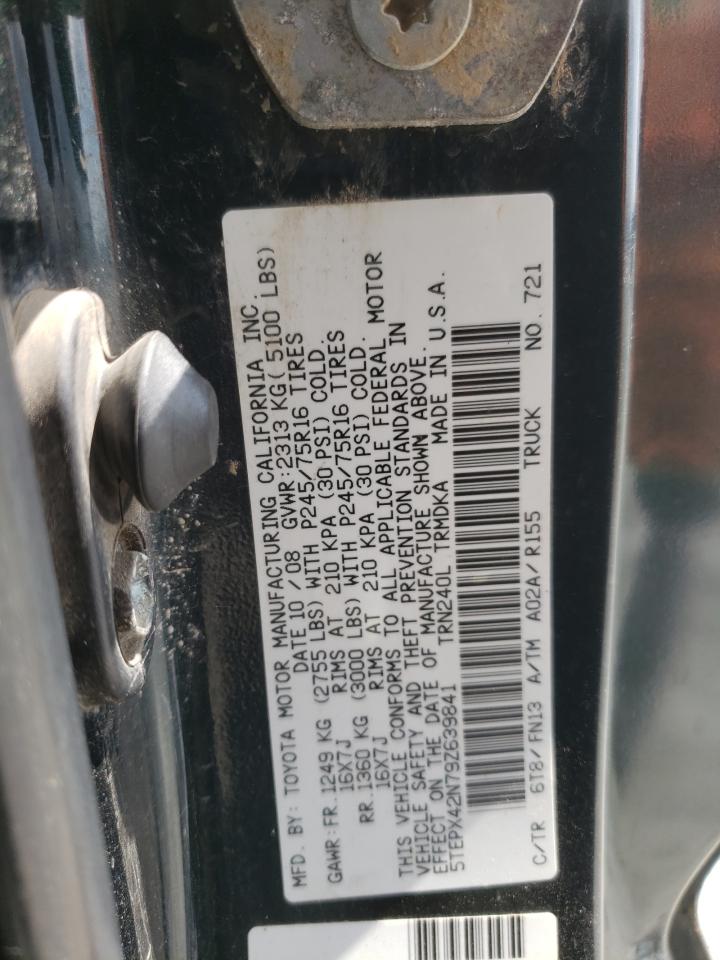 MFD. BY: TOYOTA MOTOR MANUFACTURING CALIFORNIA INC.
DATE 10 / 08 GVWR: 2313 KG( 5100 LBS)
GAWR: FR. 1249 KG (2755 LBS) WITH P245/75R16 TIRES
16X7J RIMS AT 210 KPA (30 PSI) COLD.
RR. 1360 KG (3000 LBS) WITH P245/75R16 TIRES
16X7J RIMS AT 210 KPA (30 PSI) COLD.
THIS VEHICLE CONFORMS TO ALL APPLICABLE FEDERAL MOTOR
VEHICLE SAFETY AND THEFT PREVENTION STANDARDS IN
EFFECT ON THE DATE OF MANUFACTURE SHOWN ABOVE.
5TEPX42N79Z639841 TRN240L TRMDKA MADE IN U.S.A.
C/TR 6T8/ FN13 A/TM A02A/ R155 TRUCK NO. 721